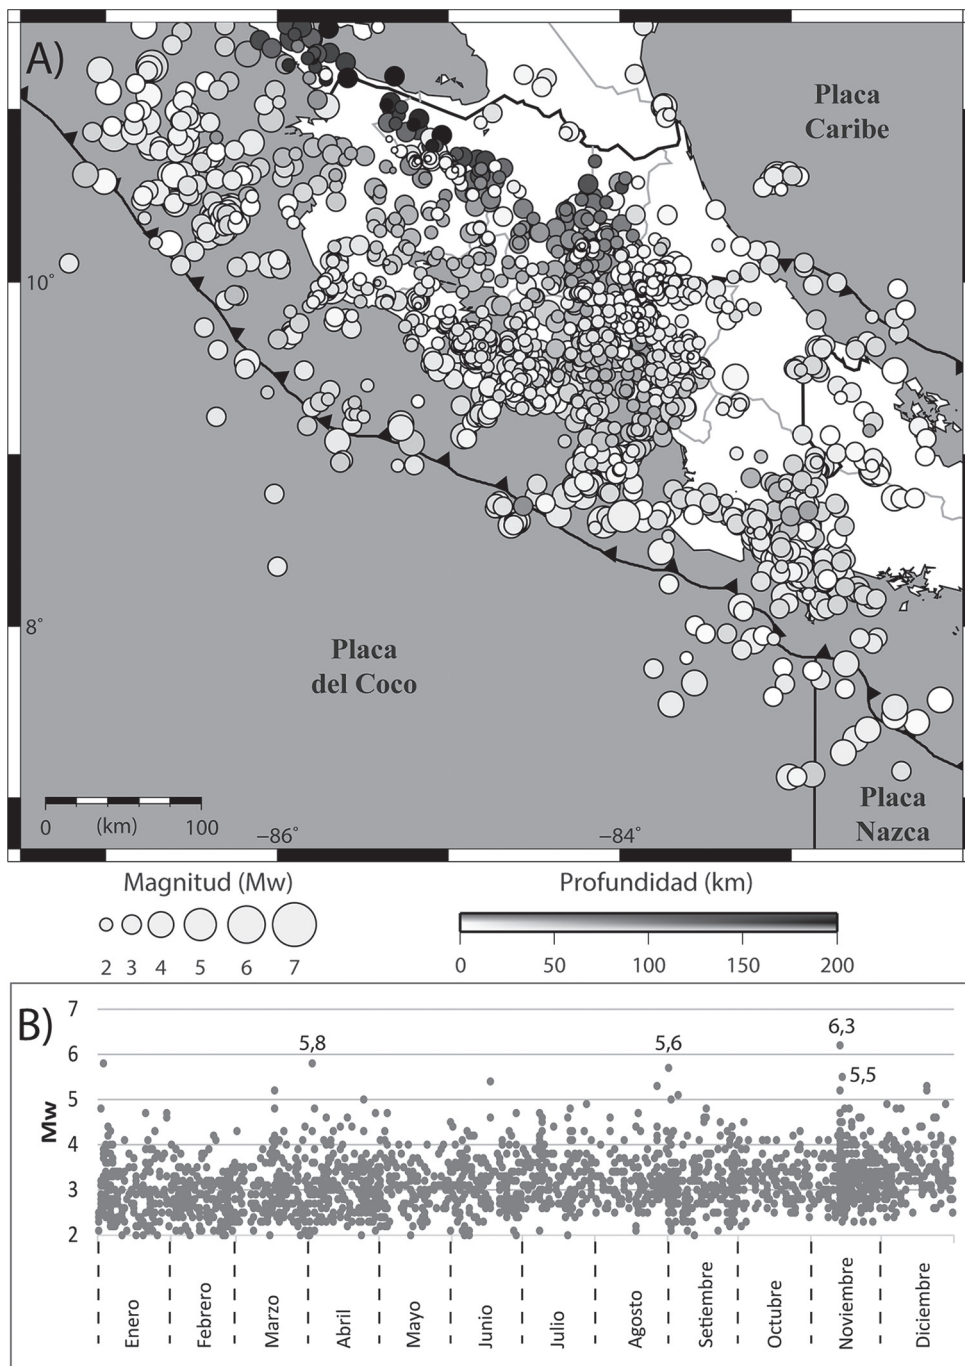 A)
Placa
Caribe
10°
8°
Placa
del Coco
Placa
Nazca
0 (km) 100
−86° −84°
Magnitud (Mw)
2 3 4 5 6 7
Profundidad (km)
0 50 100 150 200
B)
Mw
7
6
5
4
3
2
5,8
5,6
6,3
5,5
Enero
Febrero
Marzo
Abril
Mayo
Junio
Julio
Agosto
Setiembre
Octubre
Noviembre
Diciembre